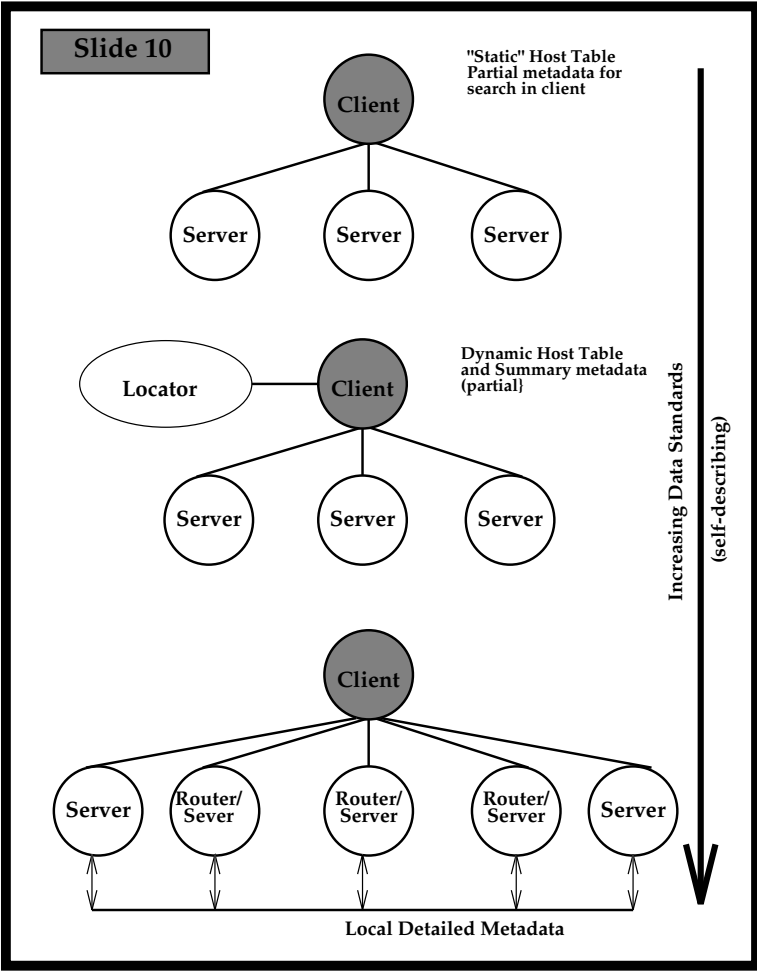 Slide 10
"Static" Host Table
Partial metadata for
search in client
Client
Server
Server
Server
Dynamic Host Table
and Summary metadata
(partial}
Locator
Client
Server
Server
Server
Increasing Data Standards
(self-describing)
Client
Server
Router/
Sever
Router/
Server
Router/
Server
Server
Local Detailed Metadata